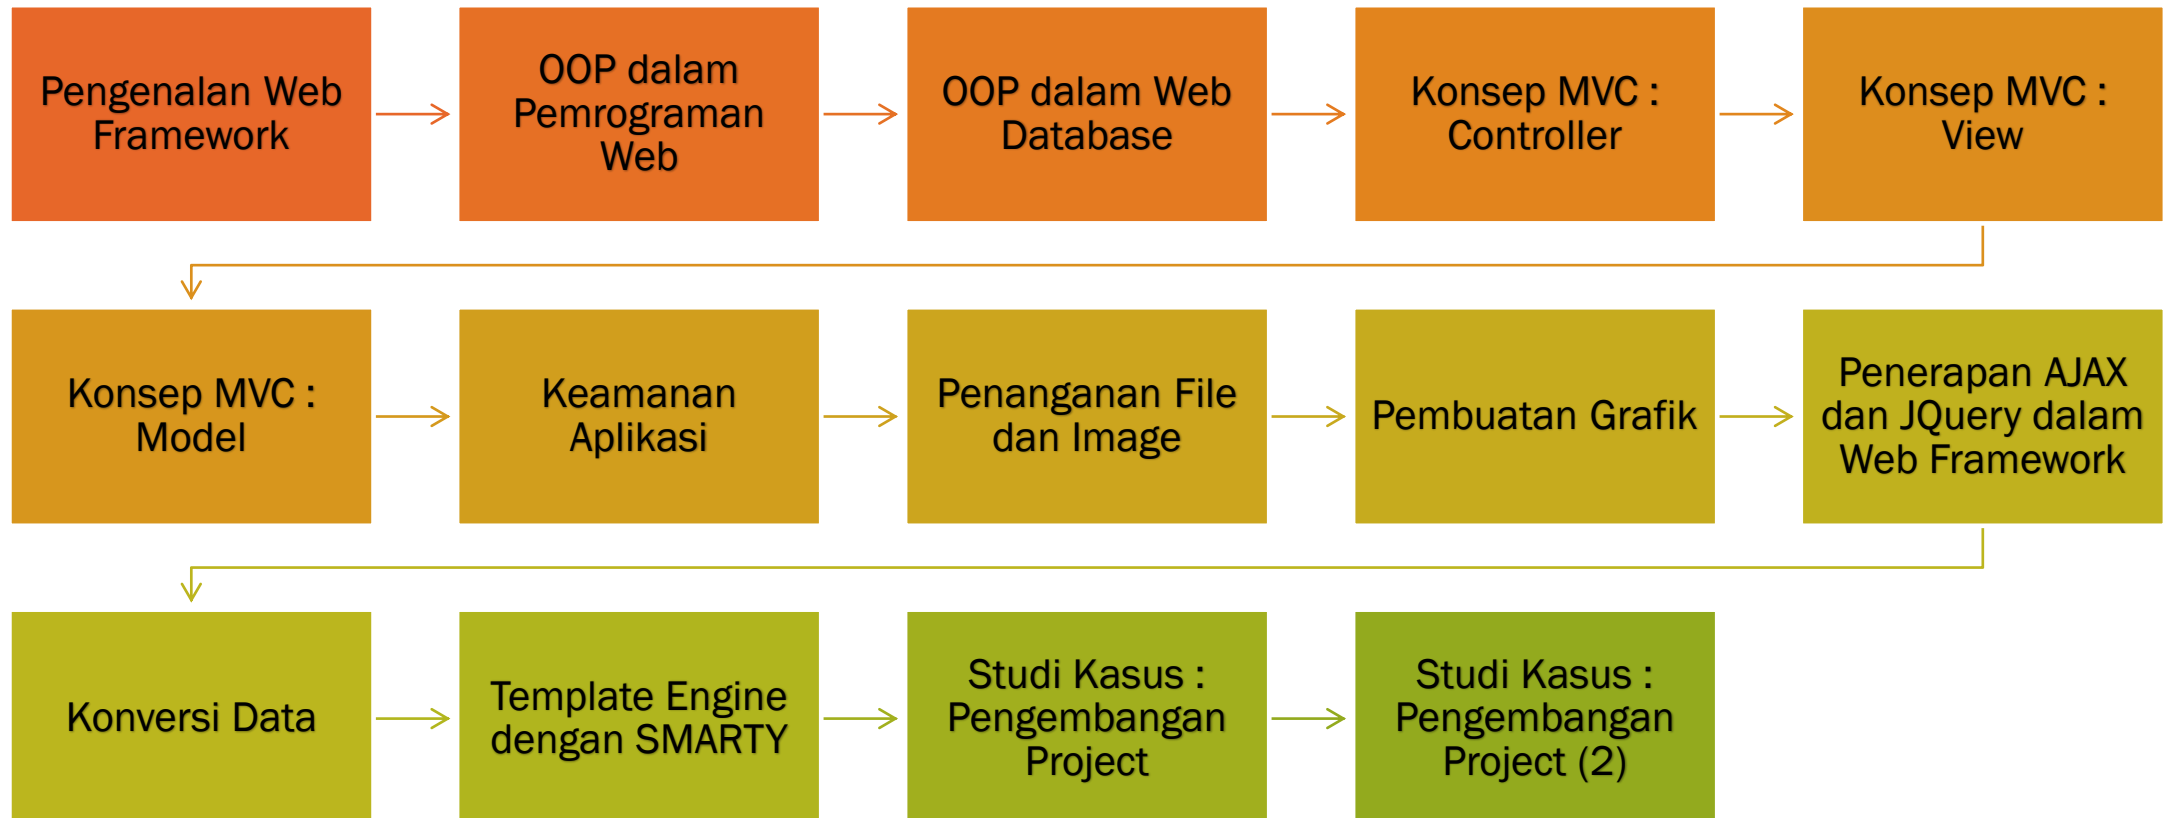 Pengenalan Web
Framework
OOP dalam
Pemrograman
Web
OOP dalam Web
Database
Konsep MVC :
Controller
Konsep MVC :
View
Konsep MVC :
Model
Keamanan
Aplikasi
Penanganan File
dan Image
Pembuatan Grafik
Penerapan AJAX
dan JQuery dalam
Web Framework
Konversi Data
Template Engine
dengan SMARTY
Studi Kasus :
Pengembangan
Project
Studi Kasus :
Pengembangan
Project (2)